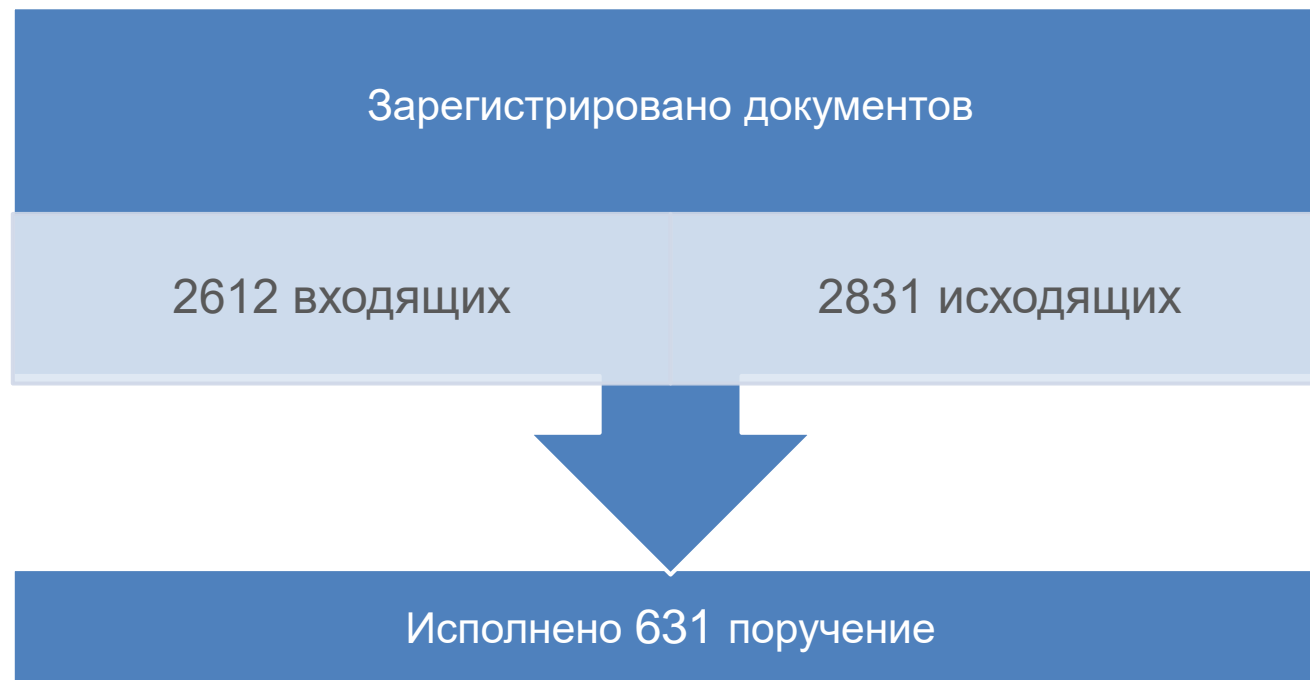 Зарегистрировано документов
2612 входящих
2831 исходящих
Исполнено 631 поручение